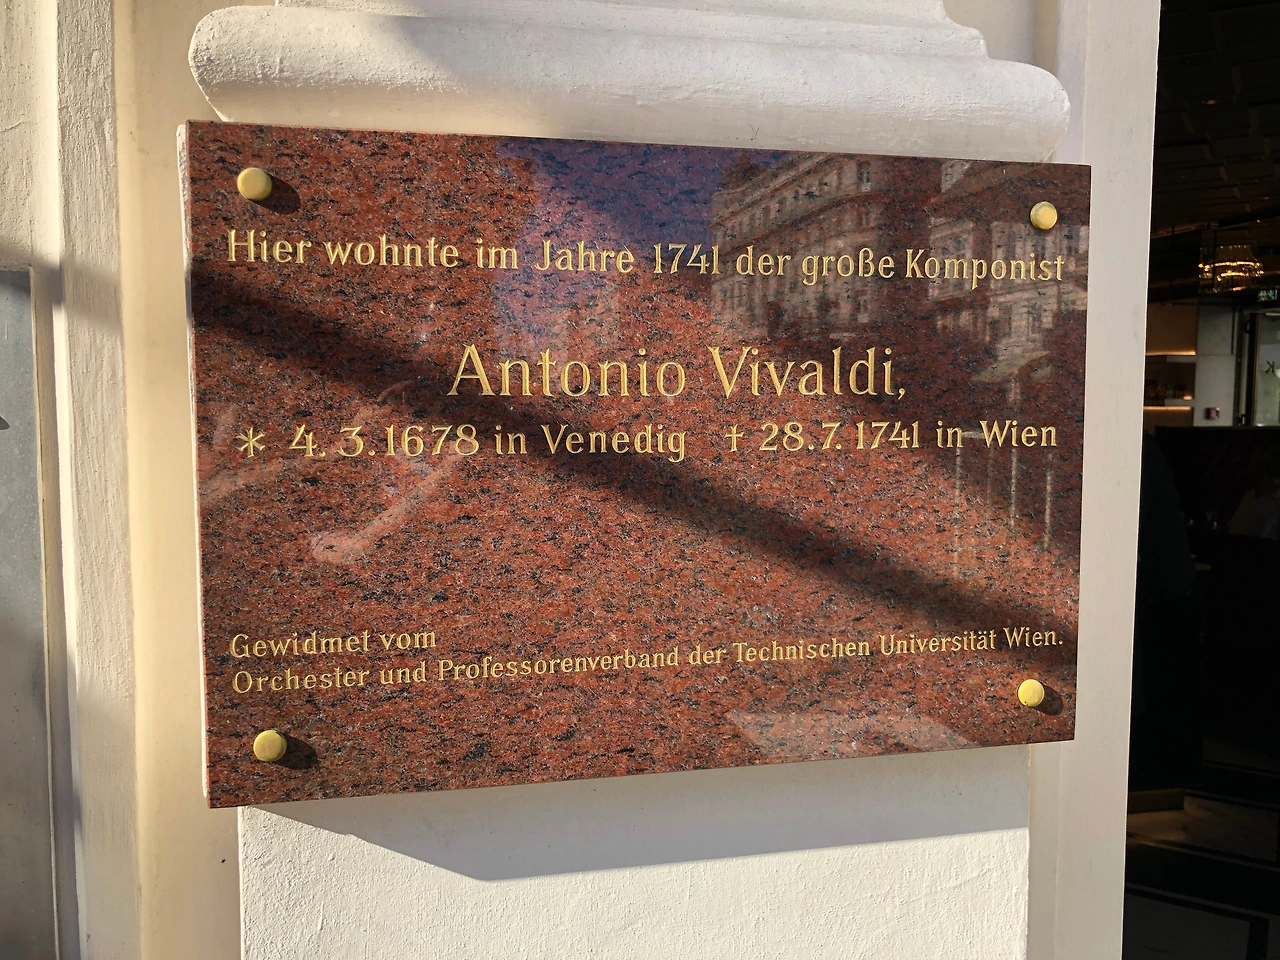 Hier wohnte im Jahre 1741 der große Komponist
Antonio Vivaldi,
* 4. 3. 1678 in Venedig † 28. 7. 1741 in Wien
Gewidmet vom
Orchester und Professorenverband der Technischen Universität Wien.